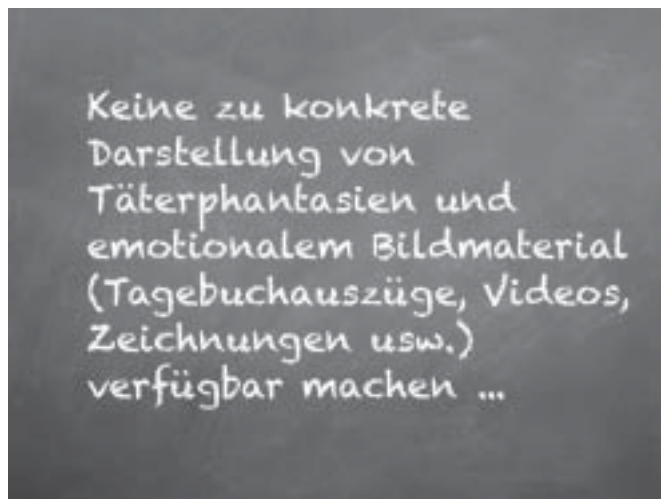 Keine zu konkrete
Darstellung von
Täterphantasien und
emotionalem Bildmaterial
(Tagebuchauszüge, Videos,
Zeichnungen usw.)
verfügbar machen ...